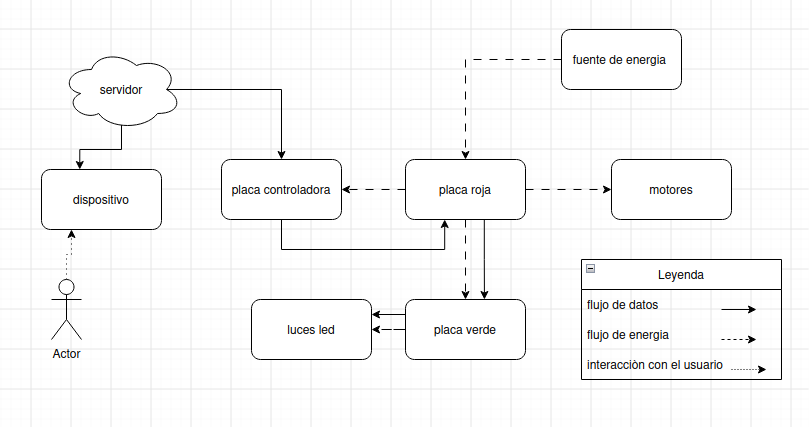 fuente de energia
servidor
dispositivo
placa controladora
placa roja
motores
Leyenda
flujo de datos
luces led
placa verde
flujo de energia
Actor
interacciòn con el usuario